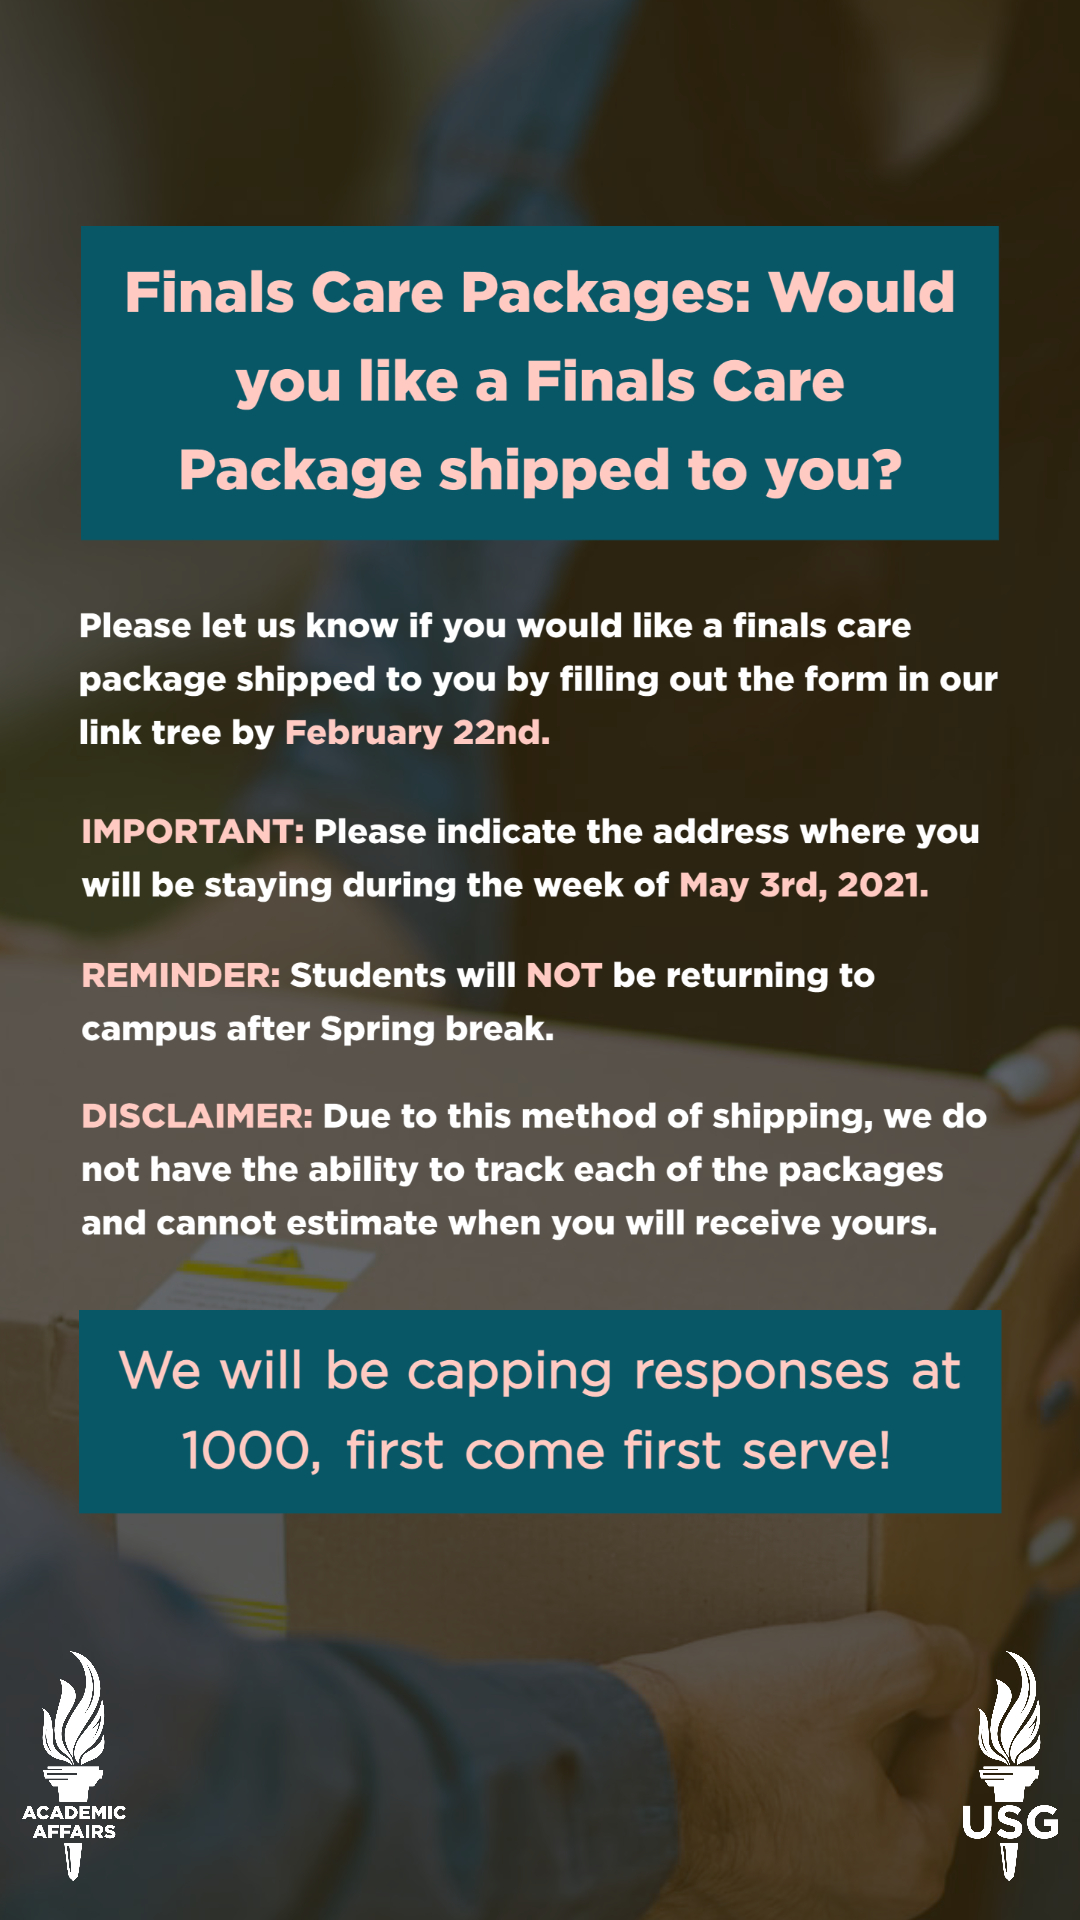 Finals Care Packages: Would
you like a Finals Care
Package shipped to you?
Please let us know if you would like a finals care
package shipped to you by filling out the form in our
link tree by February 22nd.
IMPORTANT: Please indicate the address where you
will be staying during the week of May 3rd, 2021.
REMINDER: Students will NOT be returning to
campus after Spring break.
DISCLAIMER: Due to this method of shipping, we do
not have the ability to track each of the packages
and cannot estimate when you will receive yours.
We will be capping responses at
1000, first come first serve!
ACADEMIC
AFFAIRS
USG